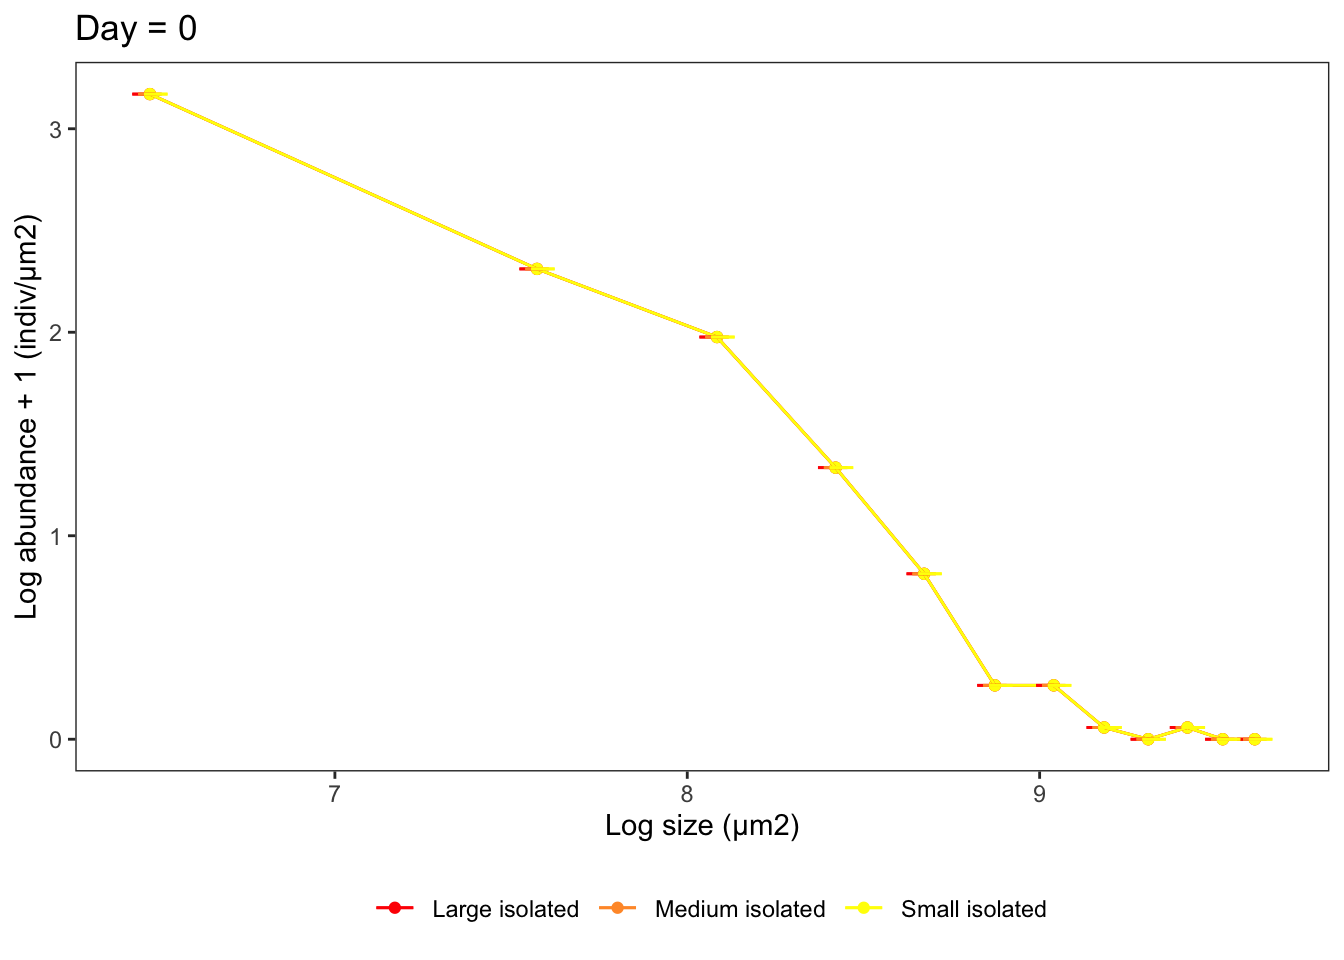 Day = 0
Log abundance + 1 (indiv/µm2)
3
2
1
0
7 8 9
Log size (µm2)
Large isolated Medium isolated Small isolated